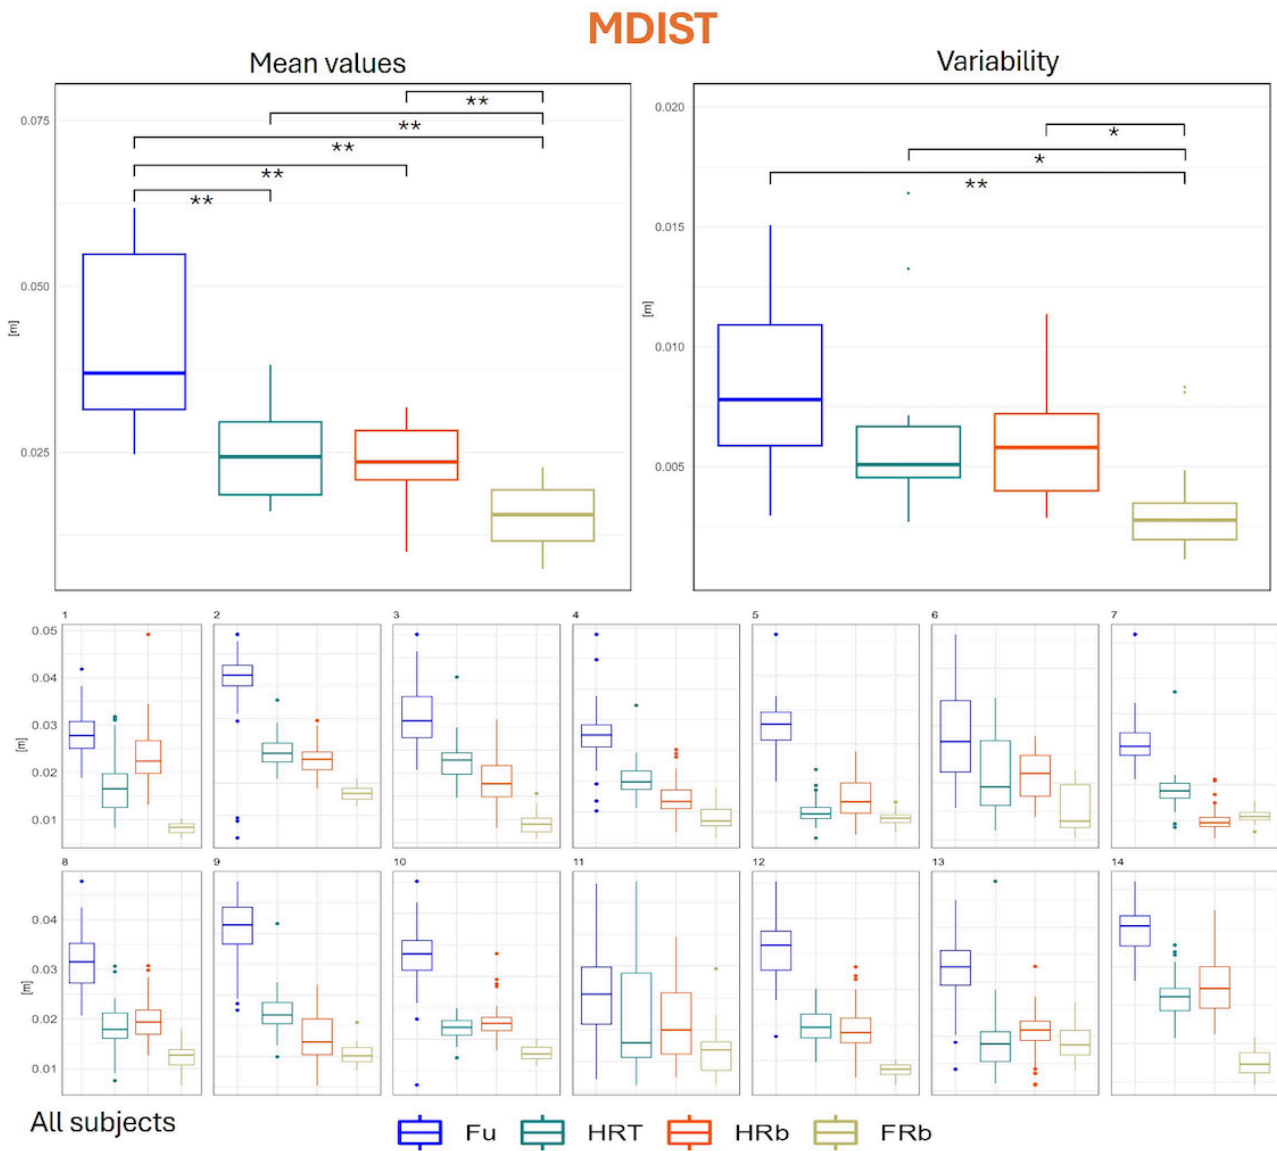 MDIST
Mean values
Variability
0.075
0.050
0.025
[m]
**
**
**
**
**
0.020
0.015
0.010
0.005
[m]
*
*
**
1 2 3 4 5 6 7
0.05
0.04
0.03
0.02
0.01
[m]
8 9 10 11 12 13 14
0.04
0.03
0.02
0.01
[m]
All subjects
Fu HRT HRb FRb